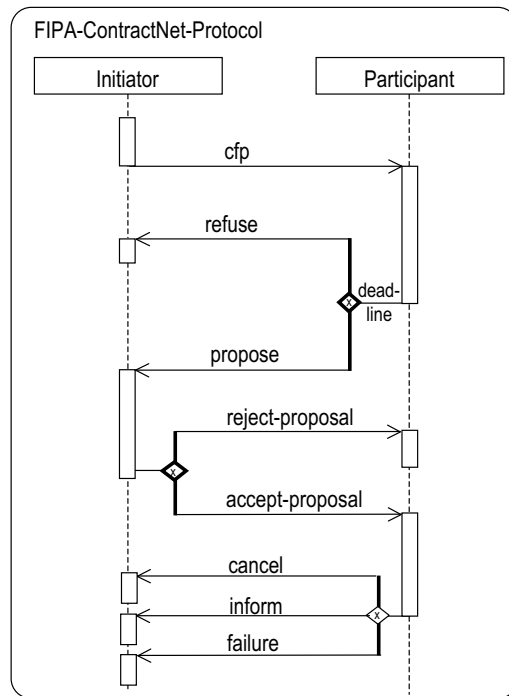 FIPA-ContractNet-Protocol
Initiator
Participant
cfp
refuse
x
dead-
line
propose
reject-proposal
x
accept-proposal
cancel
inform
x
failure